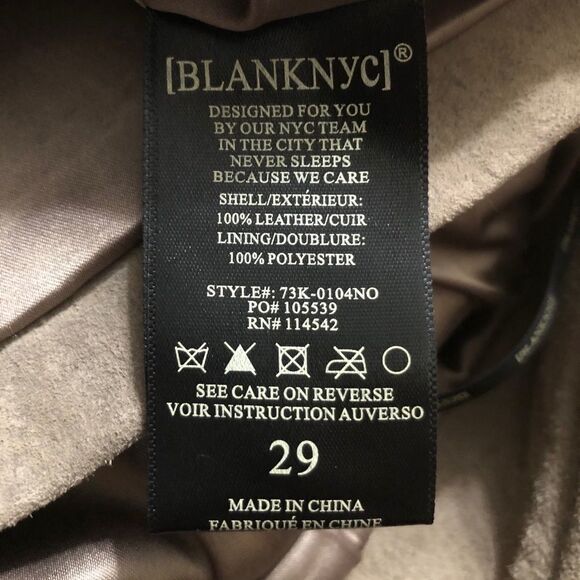 [BLANKNYC]®
DESIGNED FOR YOU
BY OUR NYC TEAM
IN THE CITY THAT
NEVER SLEEPS
BECAUSE WE CARE
SHELL/EXTÉRIEUR:
100% LEATHER/CUIR
LINING/DOUBLURE:
100% POLYESTER
STYLE#: 73K-0104NO
PO# 105539
RN# 114542
SEE CARE ON REVERSE
VOIR INSTRUCTION AUVERSO
29
MADE IN CHINA
FABRIQUÉ EN CHINE
[BLANKNYC]